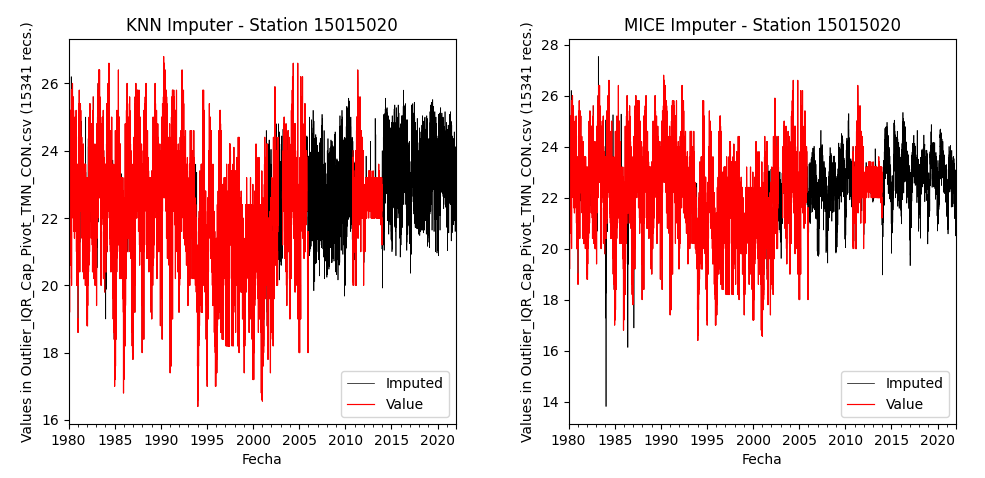 KNN Imputer - Station 15015020
Values in Outlier_IQR_Cap_Pivot_TMN_CON.csv (15341 recs.)
26
24
22
20
18
16
1980 1985 1990 1995 2000 2005 2010 2015 2020
Fecha
Imputed
Value
MICE Imputer - Station 15015020
Values in Outlier_IQR_Cap_Pivot_TMN_CON.csv (15341 recs.)
28
26
24
22
20
18
16
14
1980 1985 1990 1995 2000 2005 2010 2015 2020
Fecha
Imputed
Value